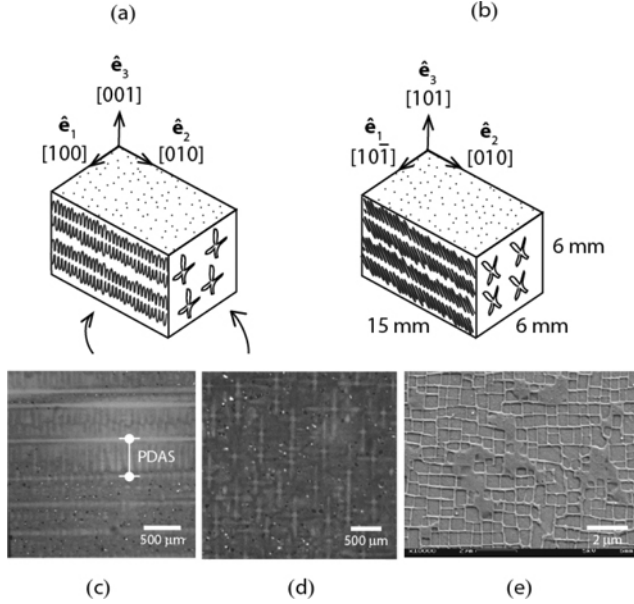 (a)
(b)
ê3
[001]
ê1
[100]
ê2
[010]
ê3
[101]
ê1
[101̅]
ê2
[010]
6 mm
15 mm
6 mm
PDAS
500 μm
500 μm
2 μm
(c)
(d)
(e)